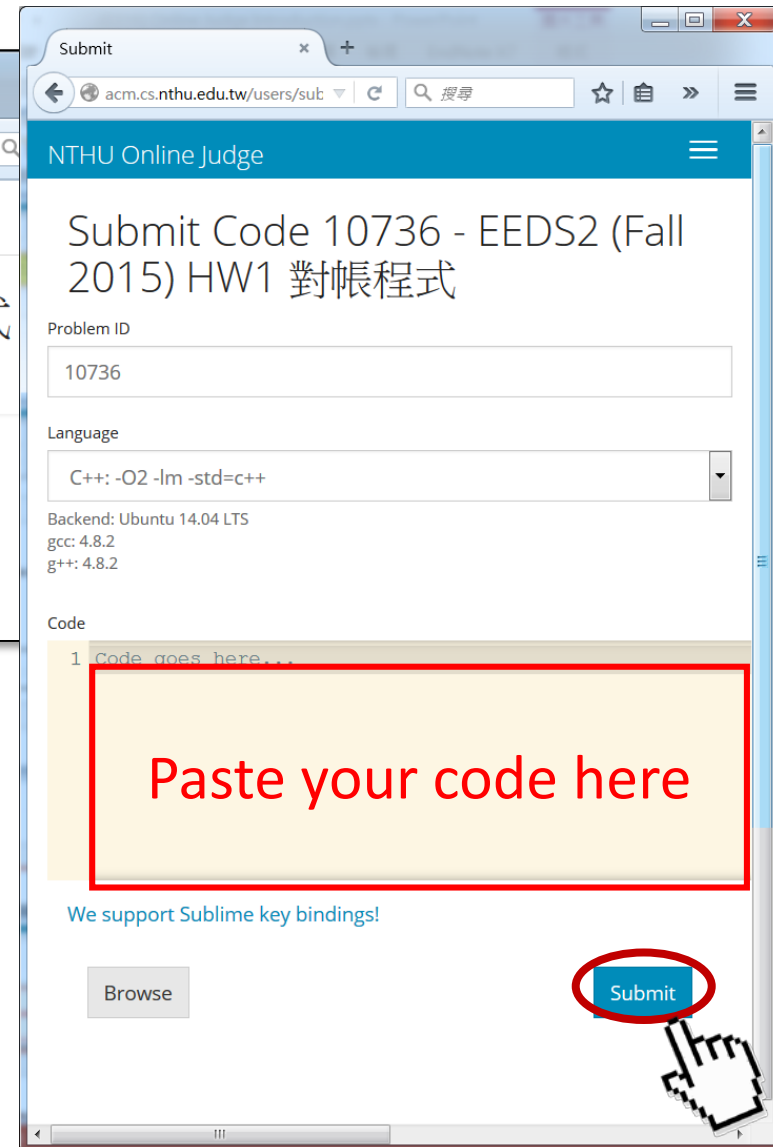 Submit
acm.cs.nthu.edu.tw/users/sub
搜尋
NTHU Online Judge
Submit Code 10736 - EEDS2 (Fall
2015) HW1 對帳程式
Problem ID
10736
Language
C++: -O2 -lm -std=c++
Backend: Ubuntu 14.04 LTS
gcc: 4.8.2
g++: 4.8.2
Code
1 Code goes here...
Paste your code here
We support Sublime key bindings!
Browse
Submit